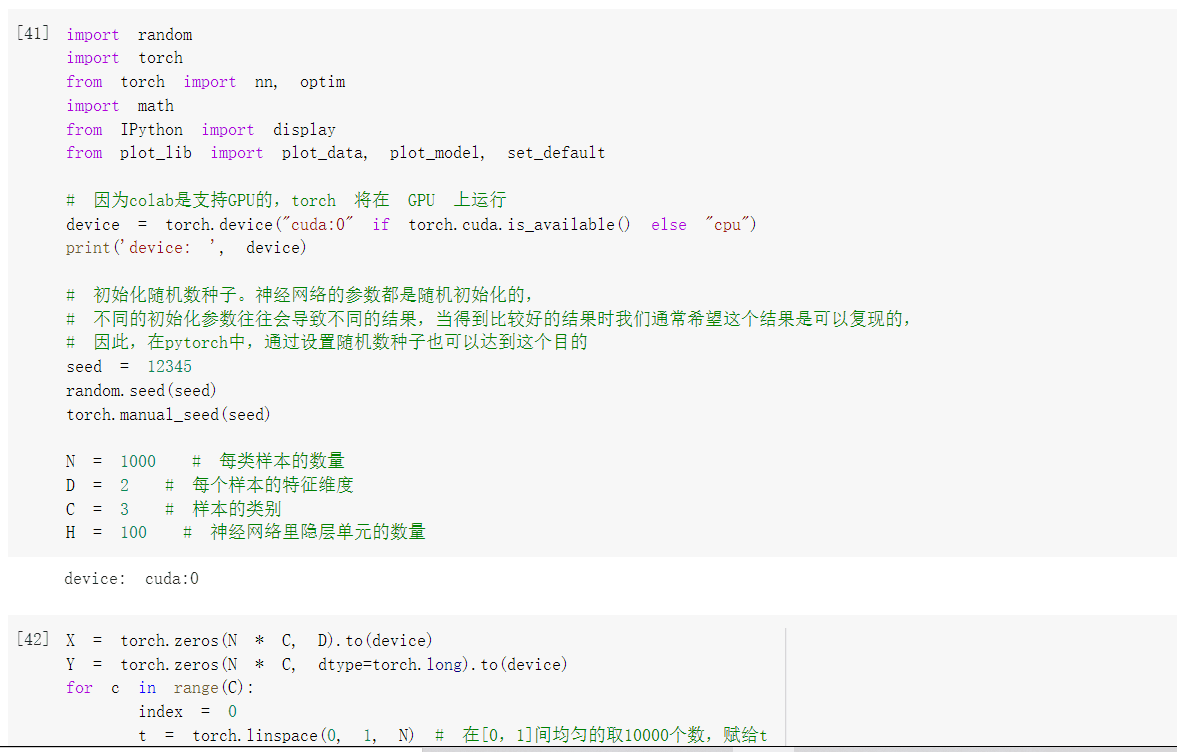 [41] import random
import torch
from torch import nn, optim
import math
from IPython import display
from plot_lib import plot_data, plot_model, set_default
# 因为colab是支持GPU的，torch 将在 GPU 上运行
device = torch.device("cuda:0" if torch.cuda.is_available() else "cpu")
print('device: ', device)
# 初始化随机数种子。神经网络的参数都是随机初始化的，
# 不同的初始化参数往往会导致不同的结果，当得到比较好的结果时我们通常希望这个结果是可以复现的，
# 因此，在pytorch中，通过设置随机数种子也可以达到这个目的
seed = 12345
random.seed(seed)
torch.manual_seed(seed)
N = 1000 # 每类样本的数量
D = 2 # 每个样本的特征维度
C = 3 # 样本的类别
H = 100 # 神经网络里隐层单元的数量
device: cuda:0
[42] X = torch.zeros(N * C, D).to(device)
Y = torch.zeros(N * C, dtype=torch.long).to(device)
for c in range(C):
index = 0
t = torch.linspace(0, 1, N) # 在[0，1]间均匀的取10000个数，赋给t